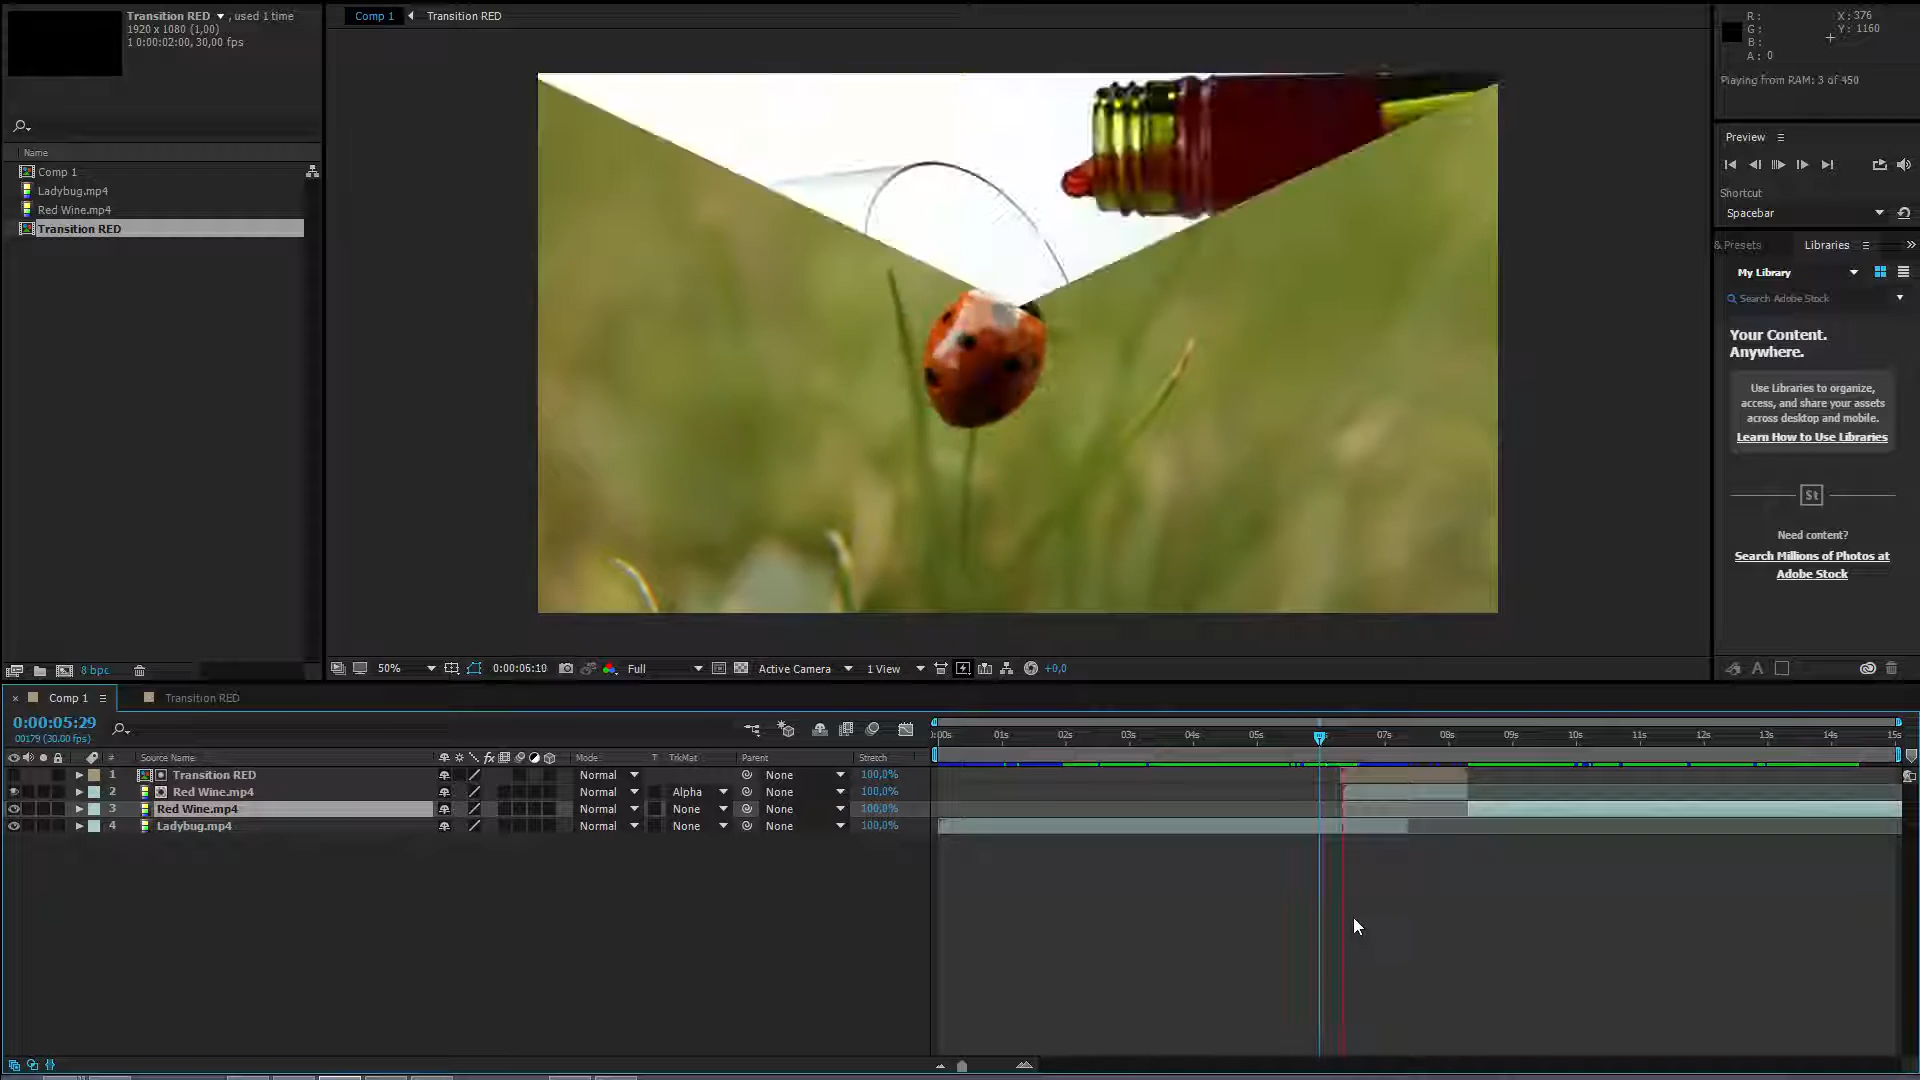 Transition RED ▼ , used 1 time
1920 x 1080 (1,00)
1 0:00:02:00, 30,00 fps
Name
Comp 1
Ladybug.mp4
Red Wine.mp4
Transition RED
8 bpc
Comp 1 Transition RED
50% 0:00:06:10 Full Active Camera 1 View +0,0
R :
G :
B :
A : 0
X : 376
Y : 1160
Playing from RAM: 3 of 450
Preview
Shortcut
Spacebar
& Presets Libraries
My Library
Search Adobe Stock
Your Content.
Anywhere.
Use Libraries to organize,
access, and share your assets
across desktop and mobile.
Learn How to Use Libraries
St
Need content?
Search Millions of Photos at
Adobe Stock
Comp 1 Transition RED
0:00:05:29
00179 (30.00 fps)
# Source Name Mode T TrkMat Parent Stretch
1 Transition RED Normal None 100,0%
2 Red Wine.mp4 Normal Alpha None 100,0%
3 Red Wine.mp4 Normal None None 100,0%
4 Ladybug.mp4 Normal None None 100,0%
:00s 01s 02s 03s 04s 05s 07s 08s 09s 10s 11s 12s 13s 14s 15s